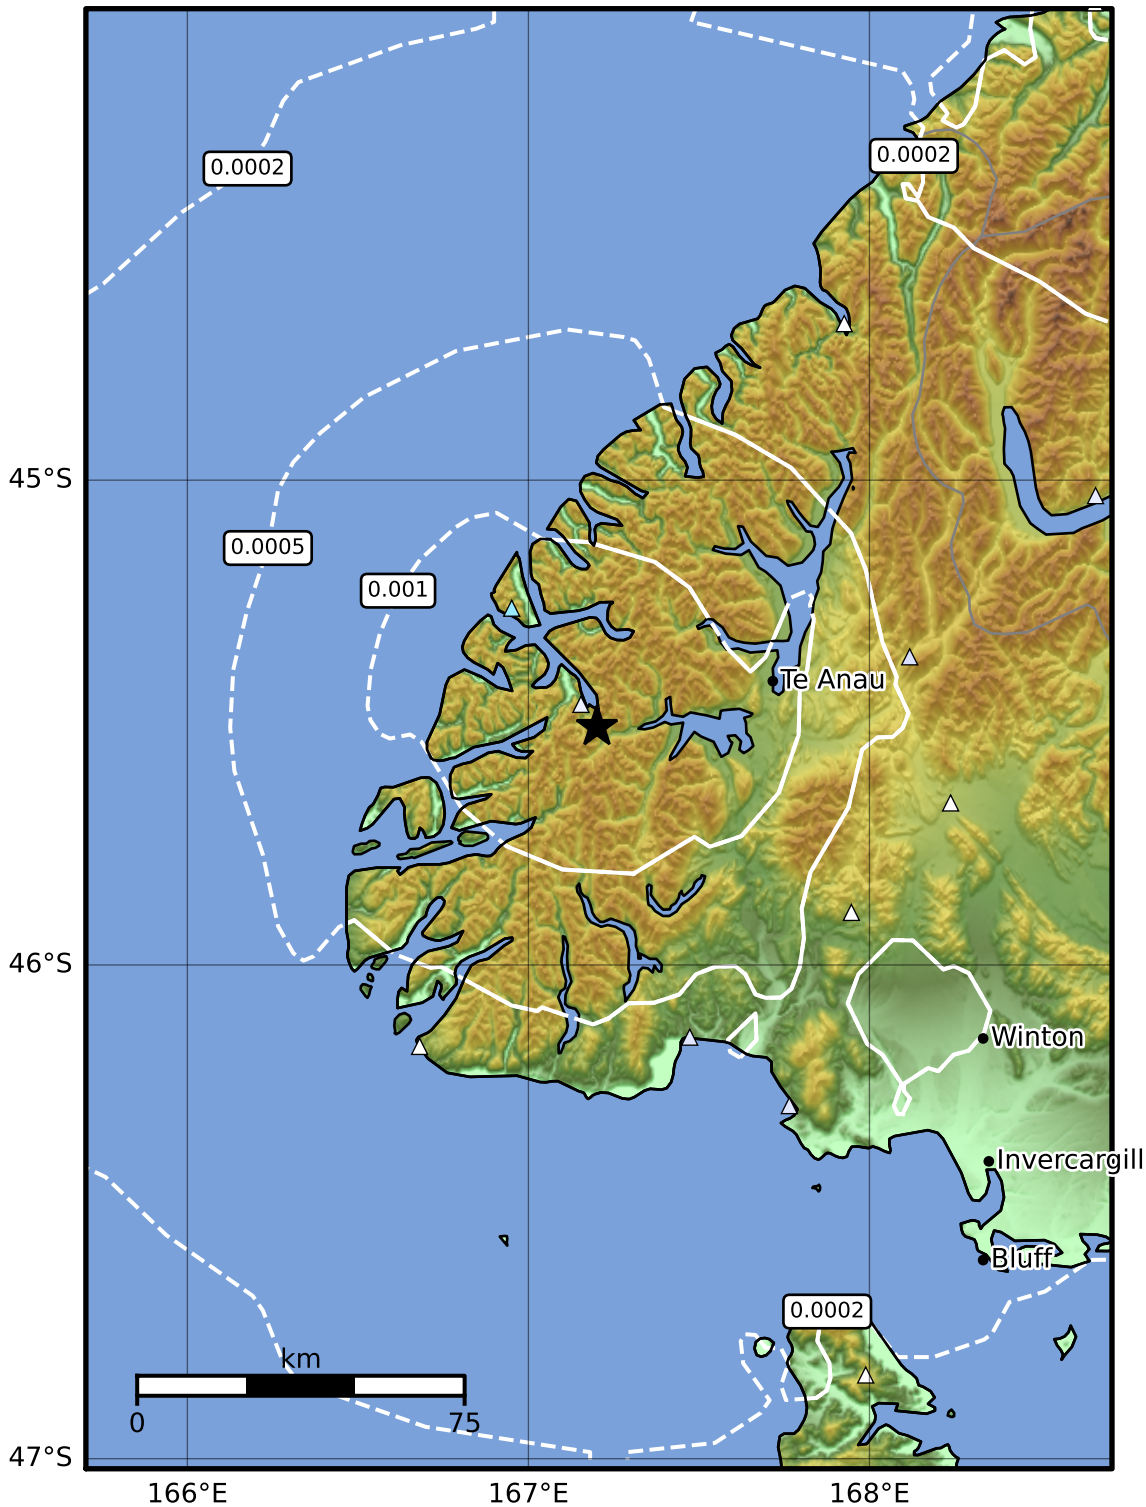 0.0002
0.0002
45°S
0.0005
0.001
Te Anau
46°S
Winton
Invercargill
Bluff
0.0002
km
0
75
47°S
166°E
167°E
168°E